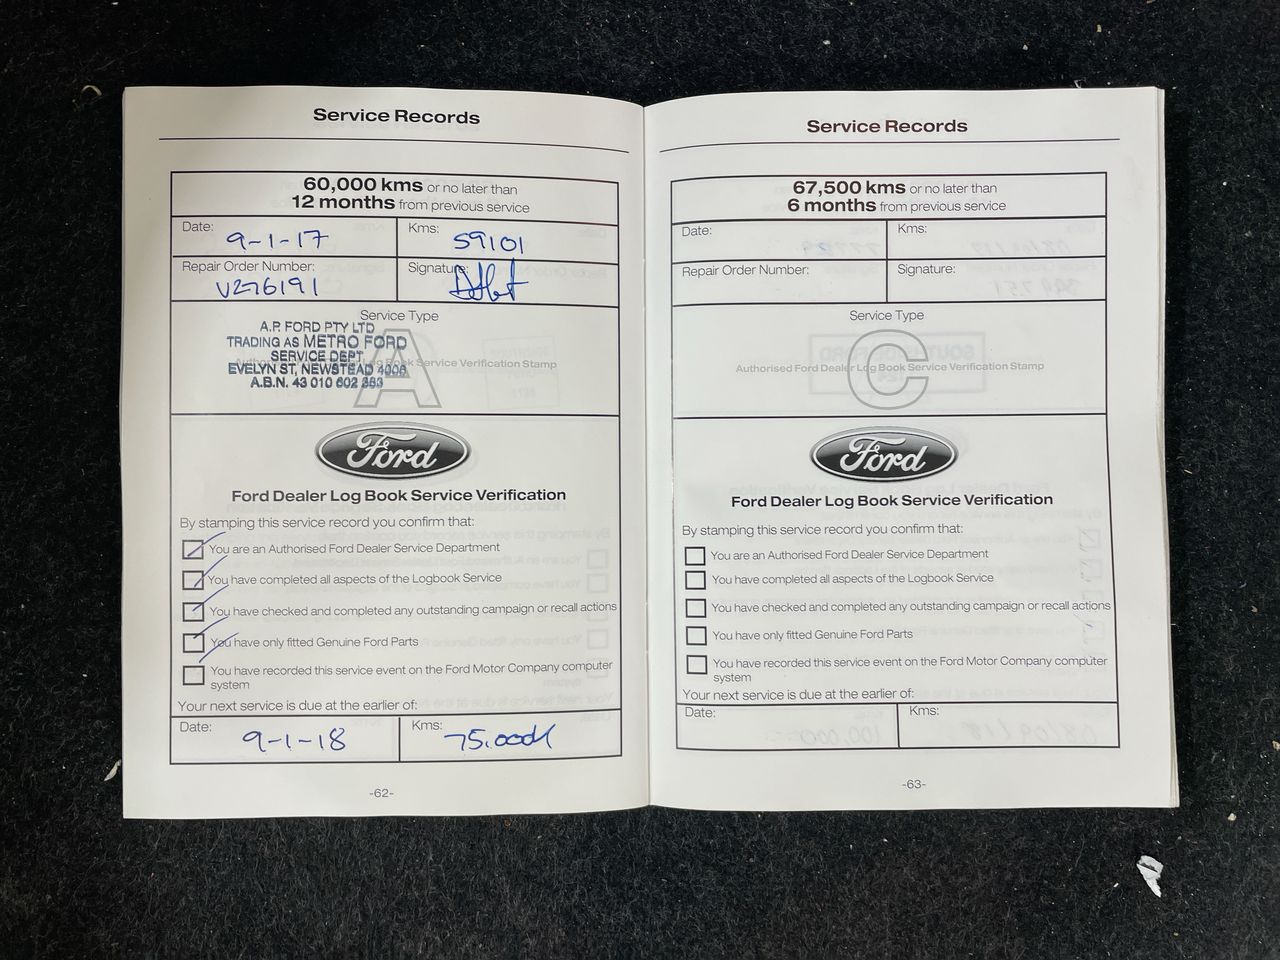 Service Records
60,000 kms or no later than
12 months from previous service
Date:
9-1-17
Kms:
59101
Repair Order Number:
V276191
Signature:
Service Type
A.P. FORD PTY LTD
TRADING AS METRO FORD
SERVICE DEPT
EVELYN ST, NEWSTEAD 4006
A.B.N. 43 010 602 383
A
Authorised Ford Dealer Log Book Service Verification Stamp
Ford
Ford Dealer Log Book Service Verification
By stamping this service record you confirm that:
You are an Authorised Ford Dealer Service Department
You have completed all aspects of the Logbook Service
You have checked and completed any outstanding campaign or recall actions
You have only fitted Genuine Ford Parts
You have recorded this service event on the Ford Motor Company computer
system
Your next service is due at the earlier of:
Date:
9-1-18
Kms:
75,000
-62-
Service Records
67,500 kms or no later than
6 months from previous service
Date:
Kms:
Repair Order Number:
Signature:
Service Type
C
Authorised Ford Dealer Log Book Service Verification Stamp
Ford
Ford Dealer Log Book Service Verification
By stamping this service record you confirm that:
You are an Authorised Ford Dealer Service Department
You have completed all aspects of the Logbook Service
You have checked and completed any outstanding campaign or recall actions
You have only fitted Genuine Ford Parts
You have recorded this service event on the Ford Motor Company computer
system
Your next service is due at the earlier of:
Date:
Kms:
-63-